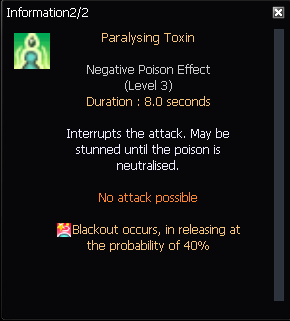 Information2/2
Paralysing Toxin
Negative Poison Effect
(Level 3)
Duration : 8.0 seconds
Interrupts the attack. May be
stunned until the poison is
neutralised.
No attack possible
Blackout occurs, in releasing at
the probability of 40%